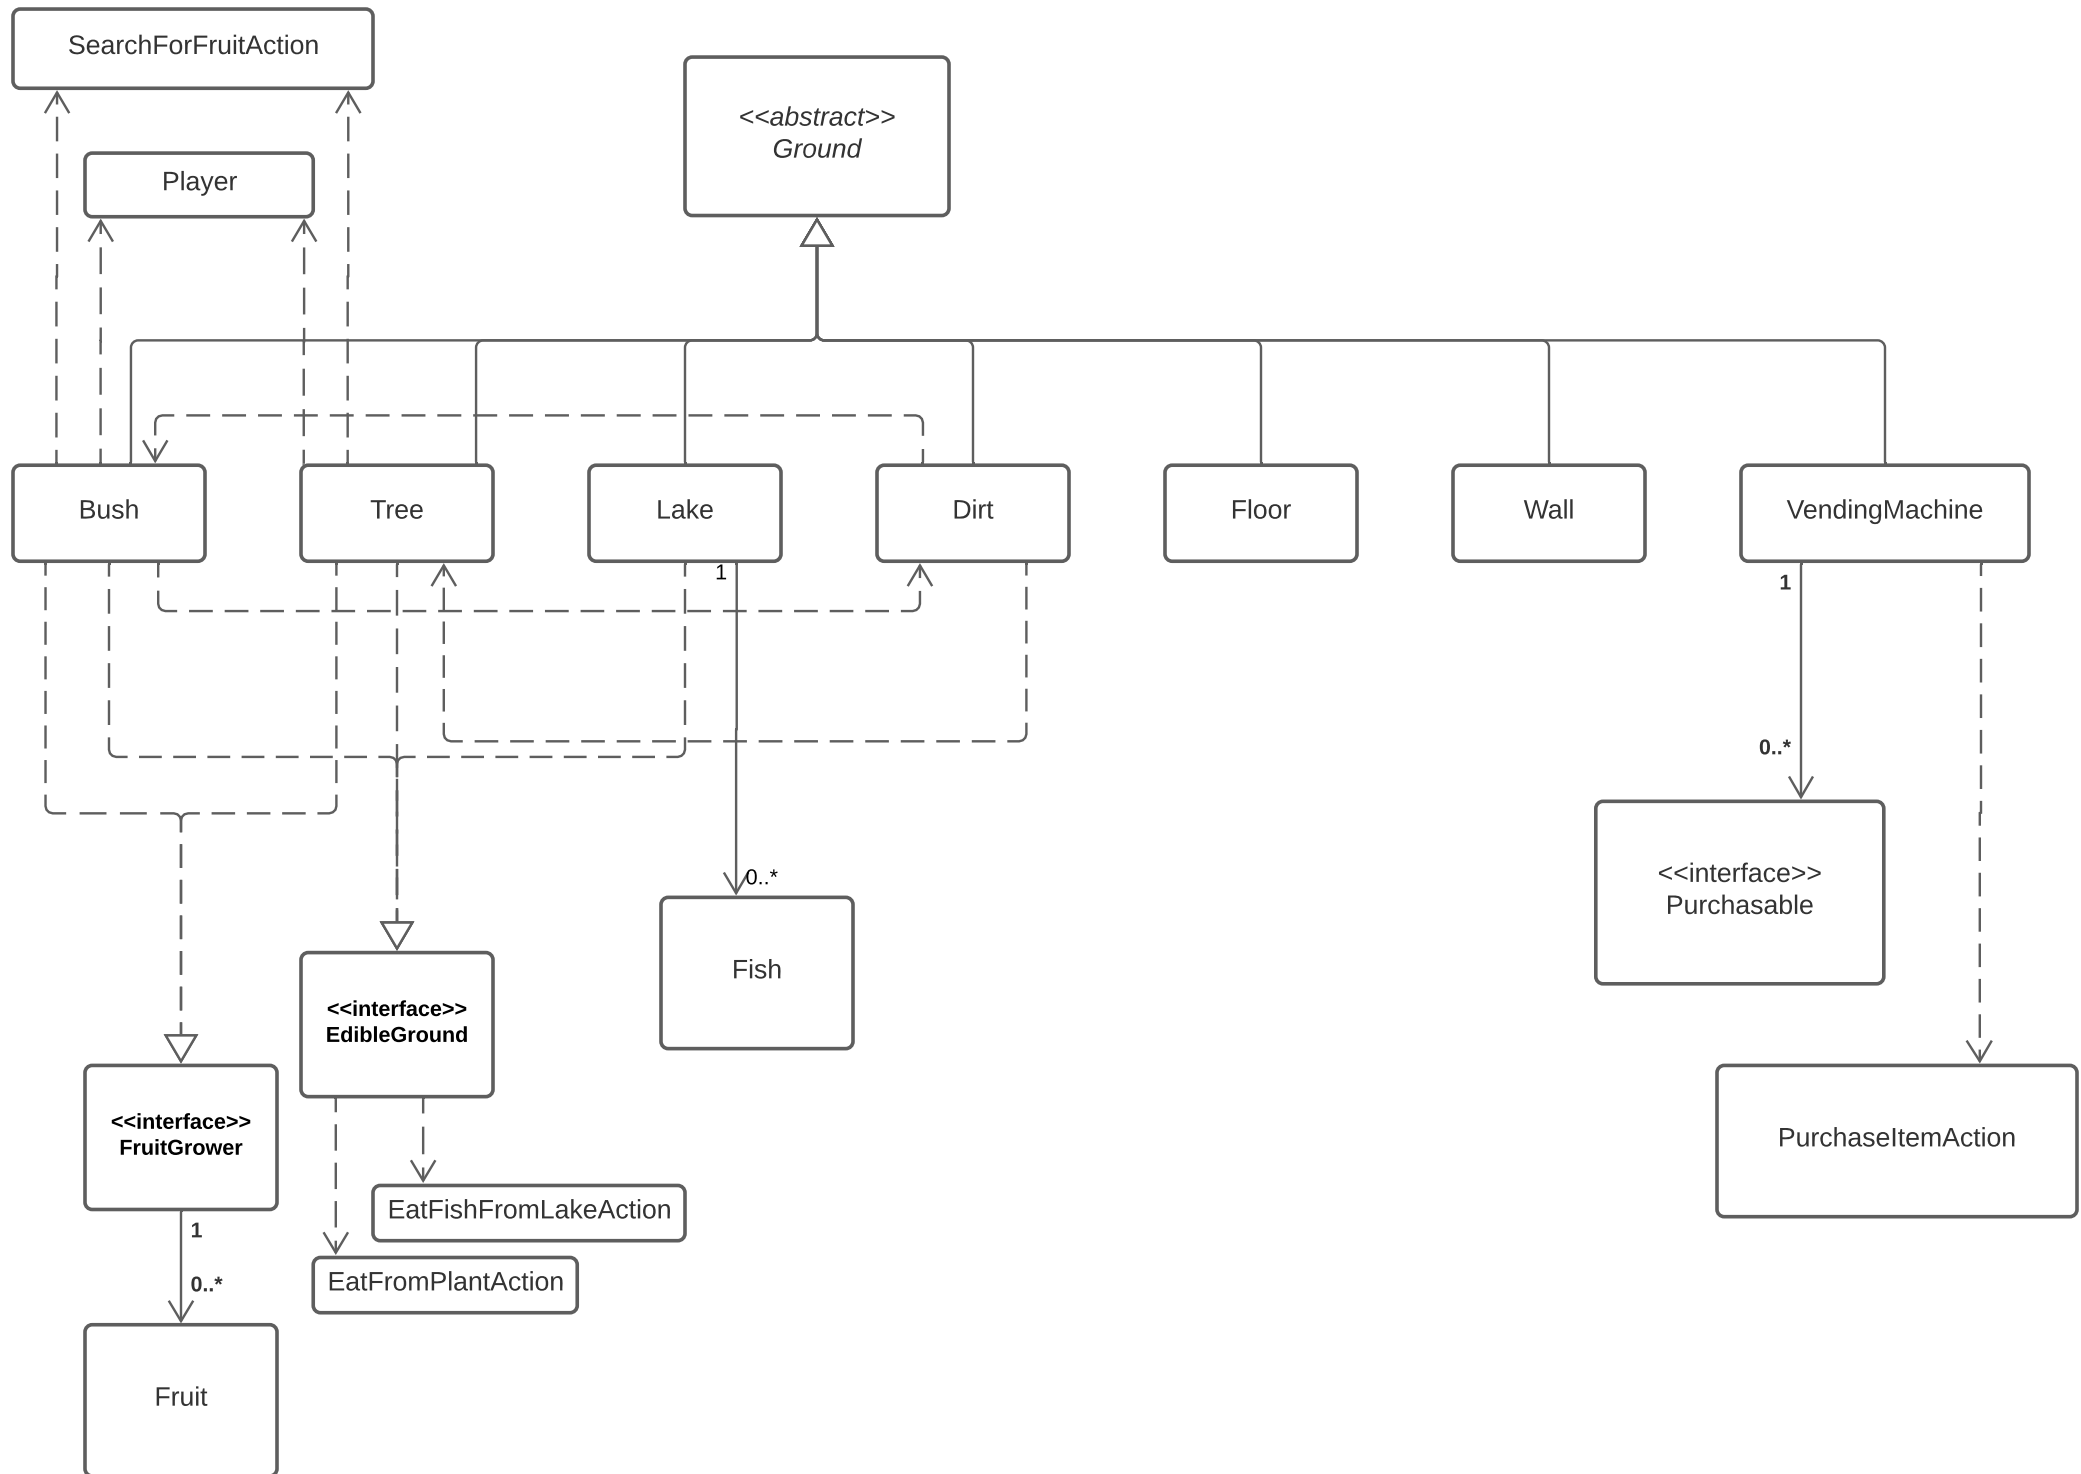 SearchForFruitAction
<<abstract>>
Ground
Player
Bush
Tree
Lake
Dirt
Floor
Wall
VendingMachine
1
1
0..*
<<interface>>
Purchasable
0..*
Fish
<<interface>>
EdibleGround
<<interface>>
FruitGrower
PurchaseItemAction
EatFishFromLakeAction
1
EatFromPlantAction
0..*
Fruit